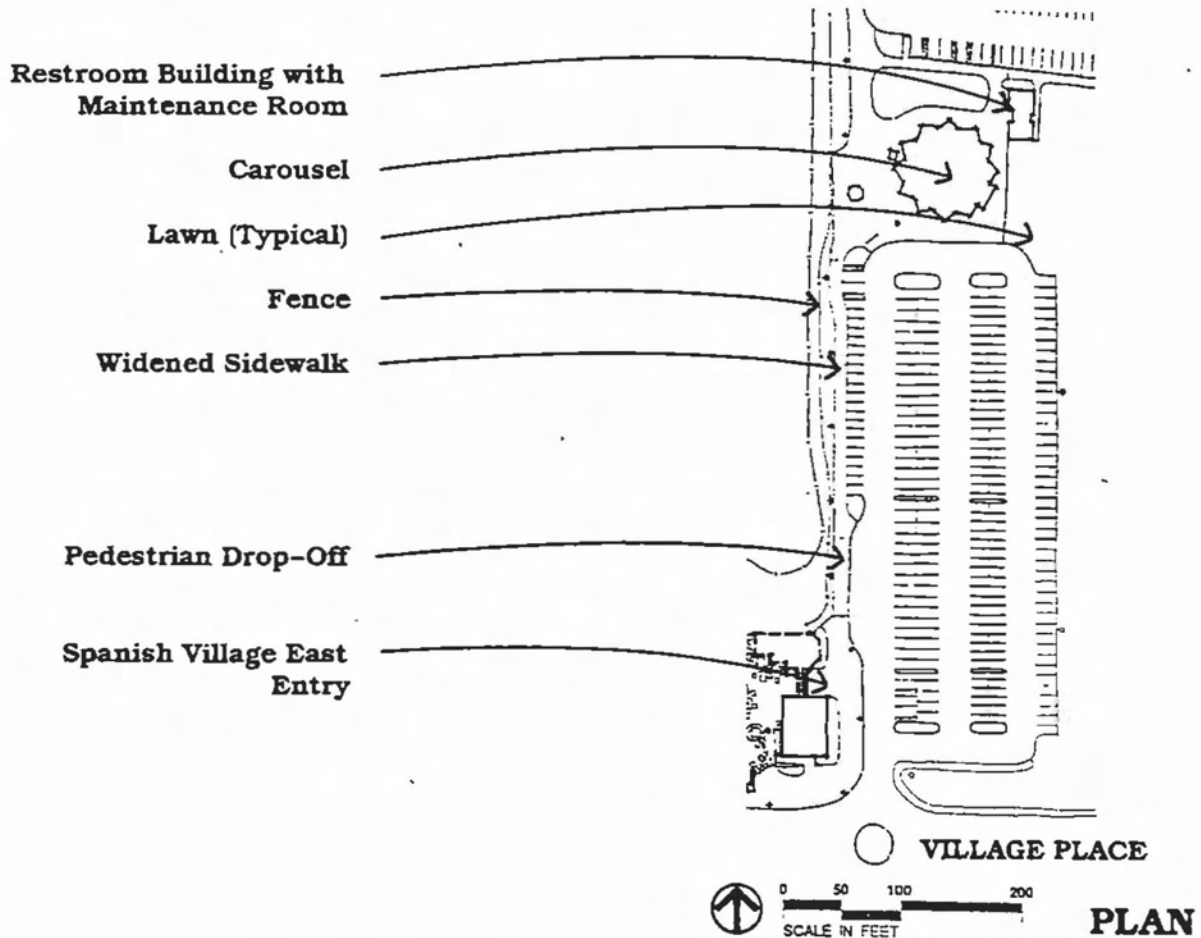 Restroom Building with
Maintenance Room
Carousel
Lawn (Typical)
Fence
Widened Sidewalk
Pedestrian Drop-Off
Spanish Village East
Entry
VILLAGE PLACE
0 50 100 200
SCALE IN FEET
PLAN